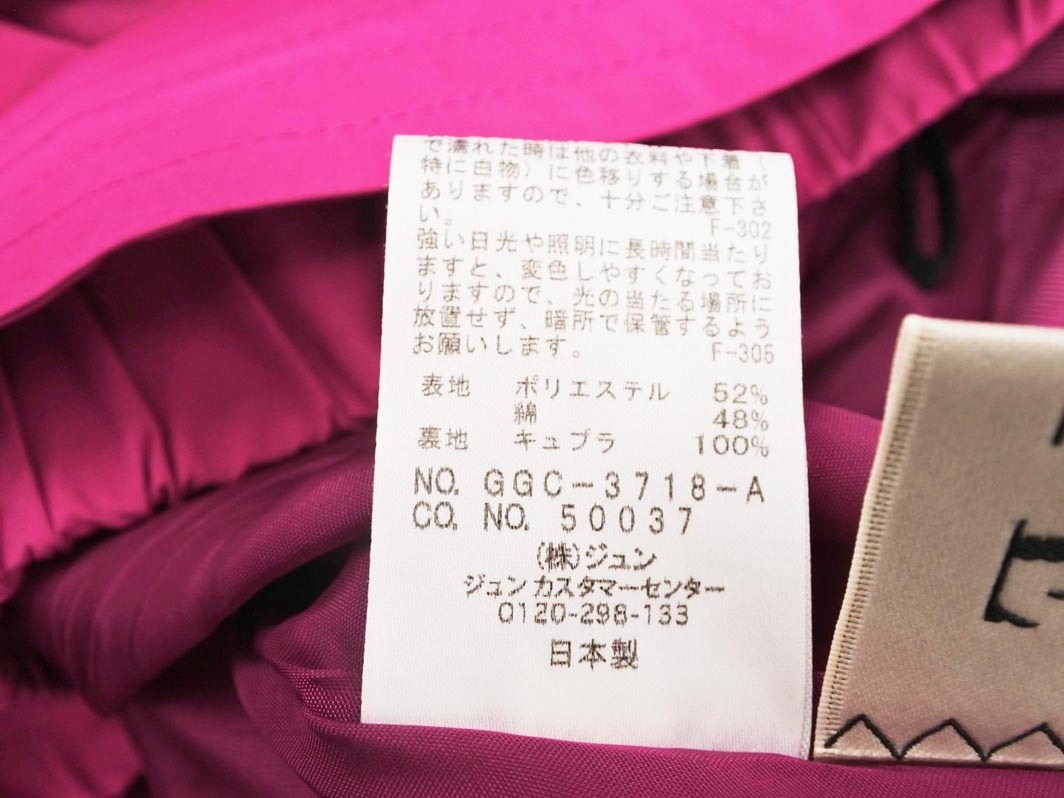 で濡れた時は他の衣料や下着（
特に白物）に色移りする場合が
ありますので、十分ご注意下さ
い。 F-302
強い日光や照明に長時間当たり
ますと、変色しやすくなってお
りますので、光の当たる場所に
放置せず、暗所で保管するよう
お願いします。 F-305
表地 ポリエステル 52%
綿 48%
裏地 キュプラ 100%
NO. GGC-3718-A
CO. NO. 50037
(株)ジュン
ジュンカスタマーセンター
0120-298-133
日本製